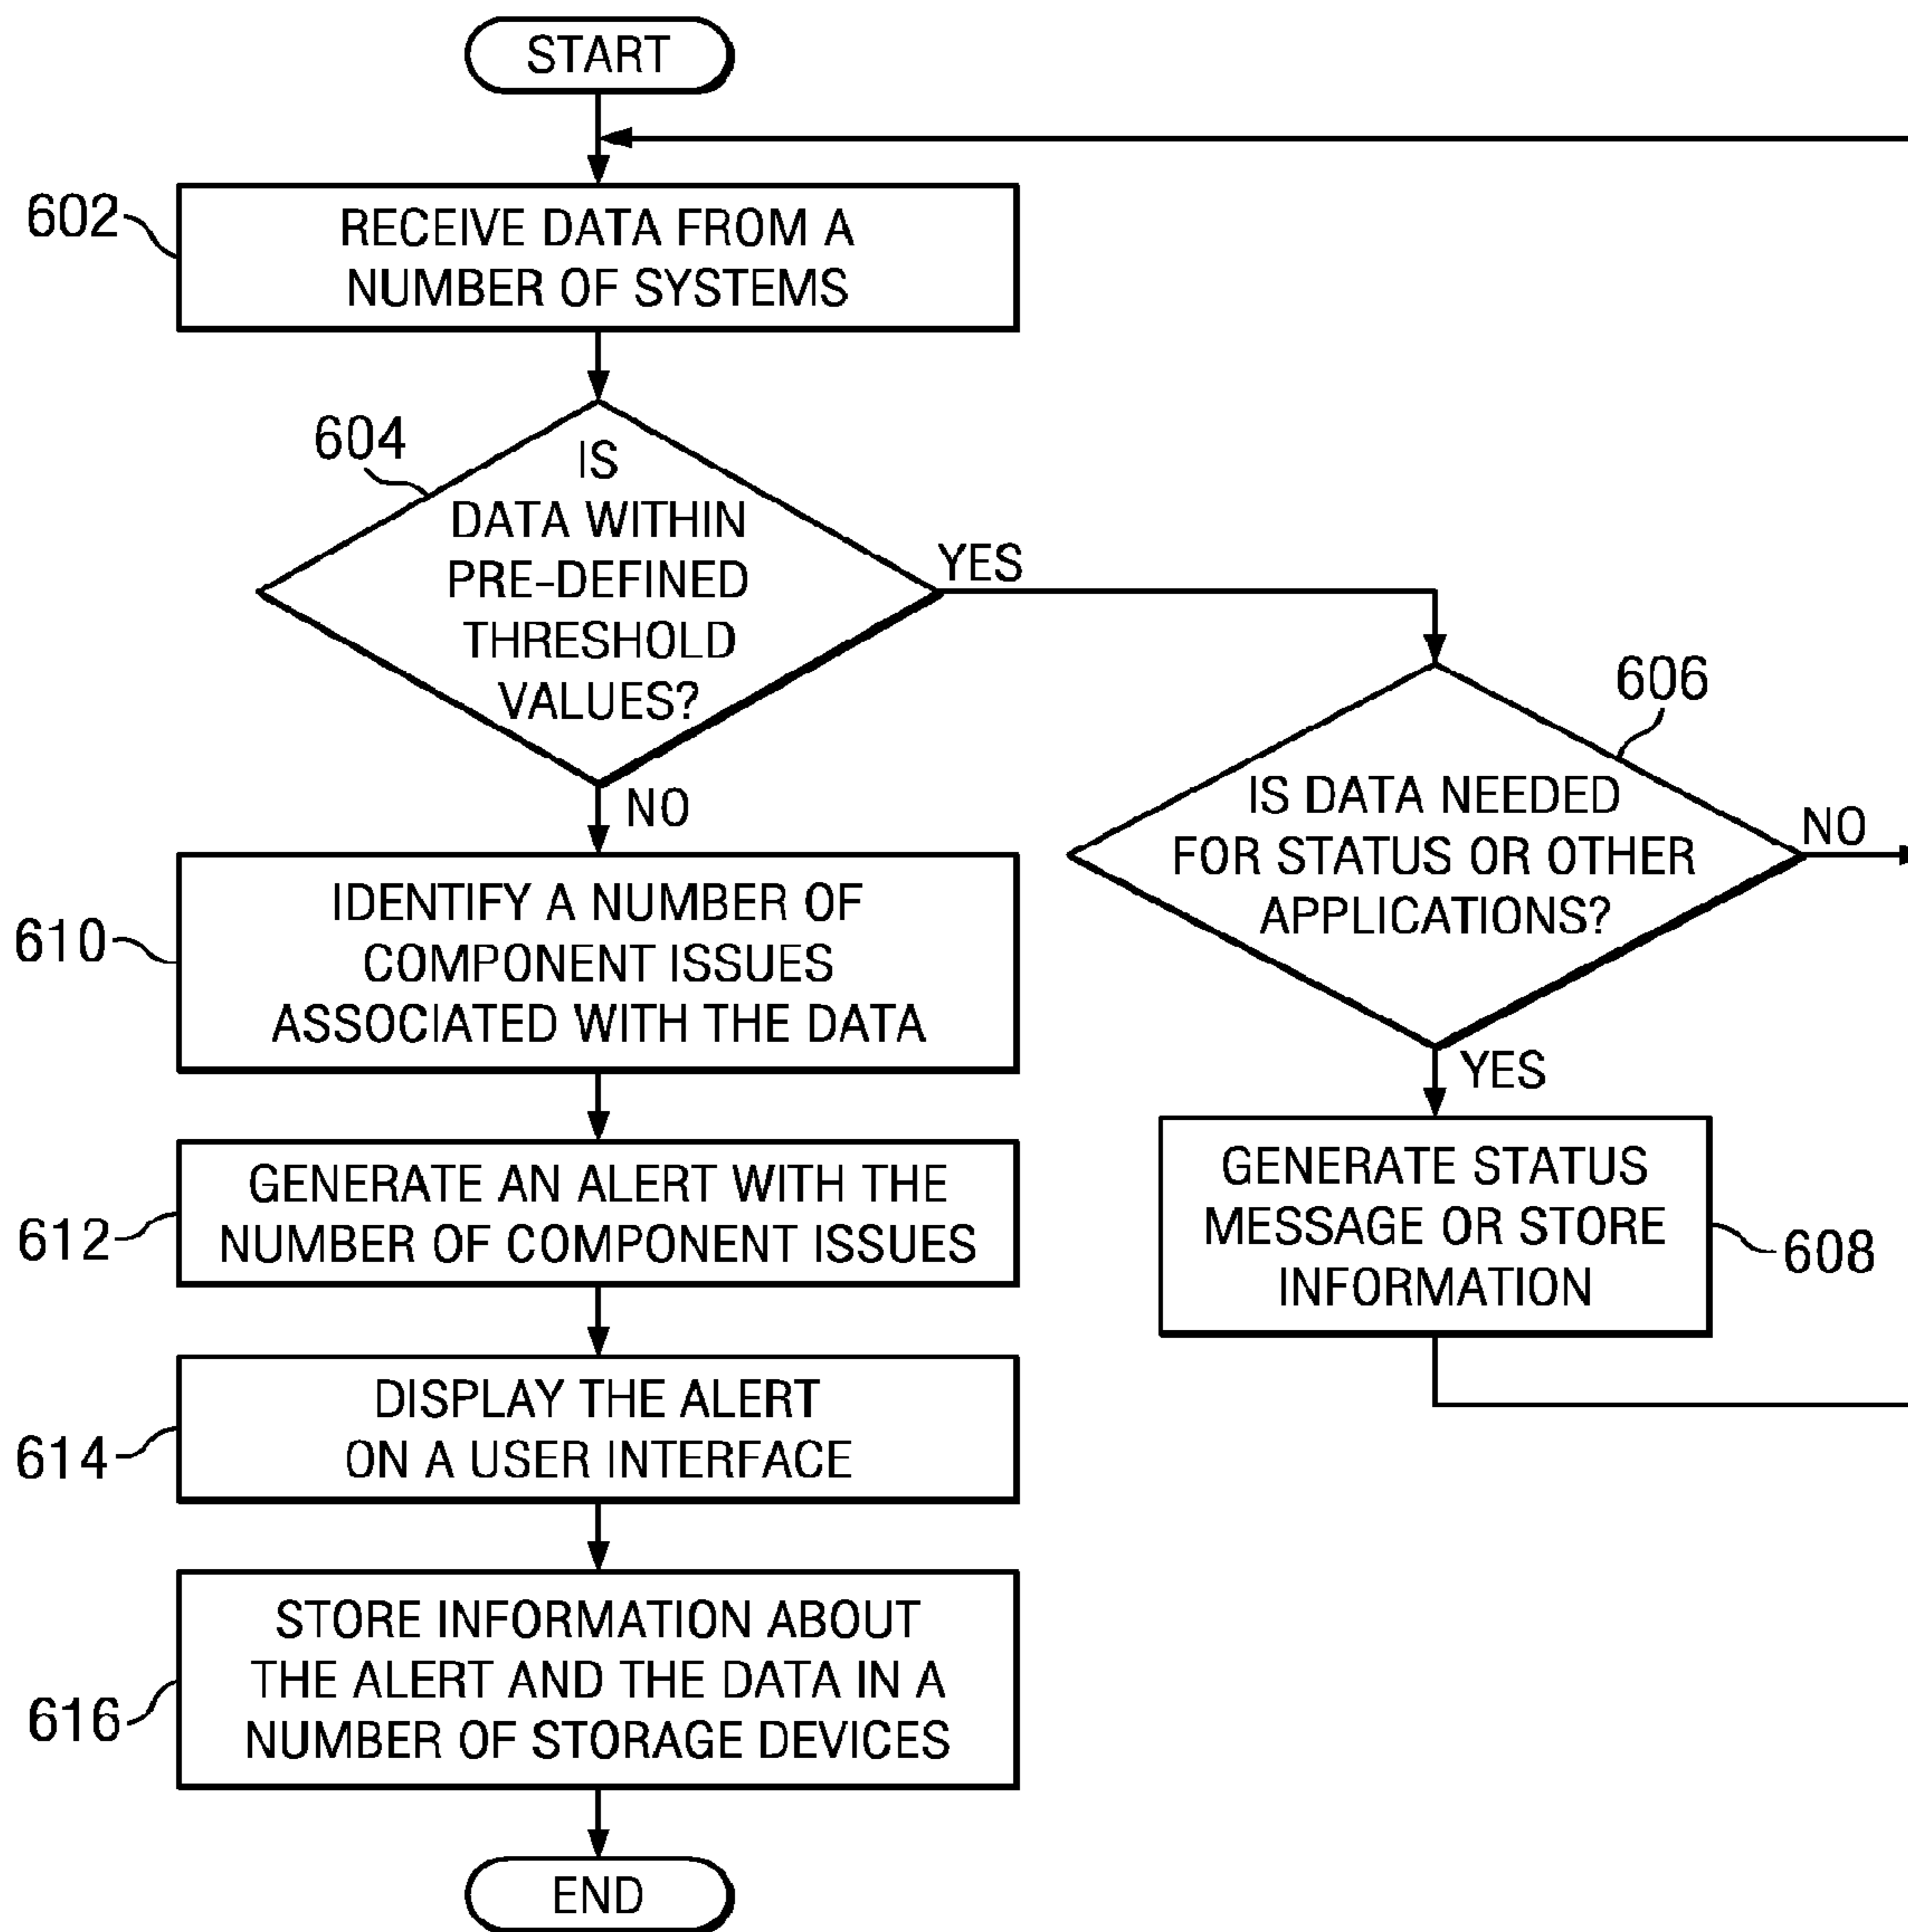 START
602
RECEIVE DATA FROM A
NUMBER OF SYSTEMS
604
IS
DATA WITHIN
PRE-DEFINED
THRESHOLD
VALUES?
YES
NO
606
IS DATA NEEDED
FOR STATUS OR OTHER
APPLICATIONS?
NO
YES
GENERATE STATUS
MESSAGE OR STORE
INFORMATION
608
610
IDENTIFY A NUMBER OF
COMPONENT ISSUES
ASSOCIATED WITH THE DATA
612
GENERATE AN ALERT WITH THE
NUMBER OF COMPONENT ISSUES
614
DISPLAY THE ALERT
ON A USER INTERFACE
616
STORE INFORMATION ABOUT
THE ALERT AND THE DATA IN A
NUMBER OF STORAGE DEVICES
END